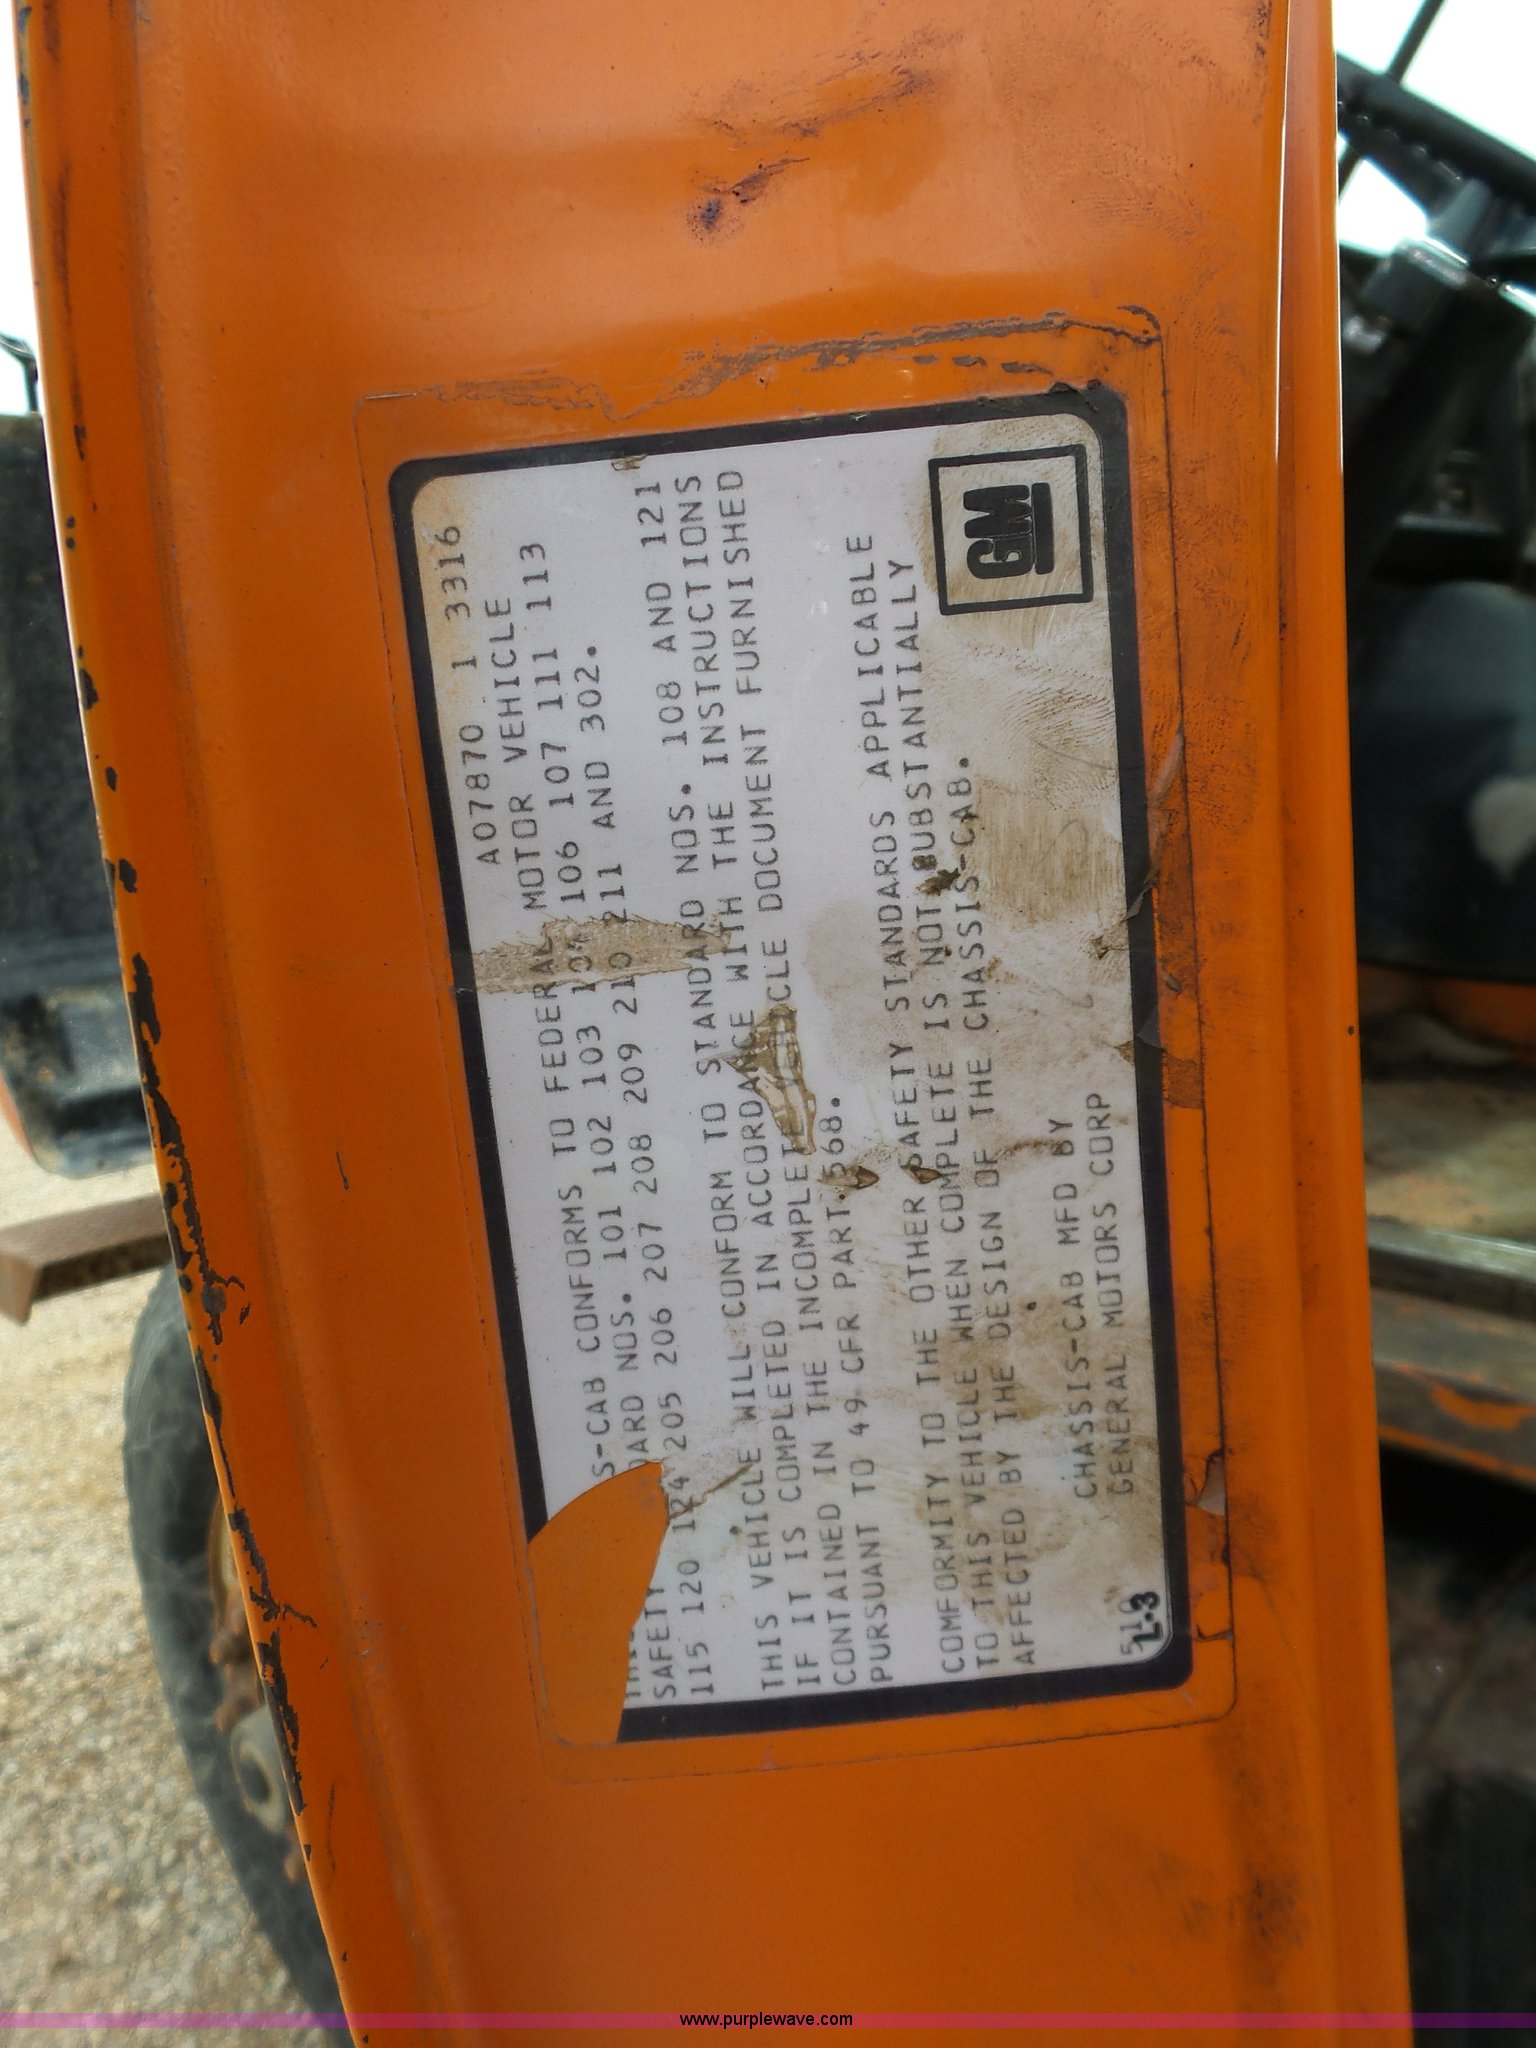 A07870 1 3316
S-CAB CONFORMS TO FEDERAL MOTOR VEHICLE
SAFETY DARD NOS. 101 102 103 104 106 107 111 113
115 120 124 205 206 207 208 209 210 211 AND 302.
THIS VEHICLE WILL CONFORM TO STANDARD NOS. 108 AND 121
IF IT IS COMPLETED IN ACCORDANCE WITH THE INSTRUCTIONS
CONTAINED IN THE INCOMPLETE VEHICLE DOCUMENT FURNISHED
PURSUANT TO 49 CFR PART 568.
COMFORMITY TO THE OTHER SAFETY STANDARDS APPLICABLE
TO THIS VEHICLE WHEN COMPLETE IS NOT SUBSTANTIALLY
AFFECTED BY THE DESIGN OF THE CHASSIS-CAB.
CHASSIS-CAB MFD BY
GENERAL MOTORS CORP
L-3
GM
www.purplewave.com